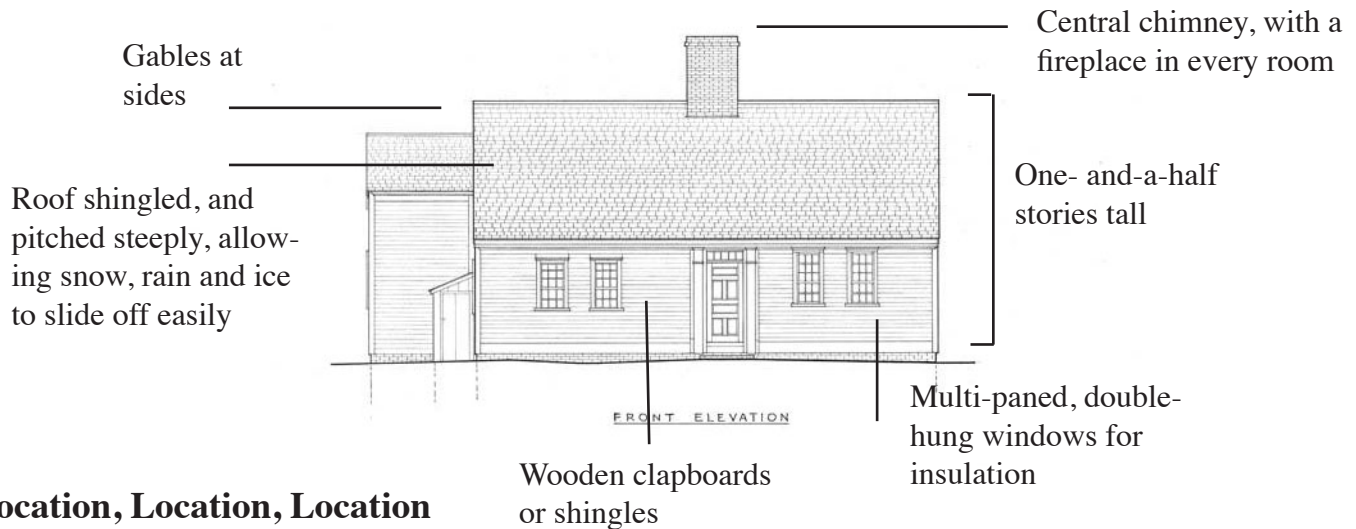 Central chimney, with a
fireplace in every room
Gables at
sides
One- and-a-half
stories tall
Roof shingled, and
pitched steeply, allow-
ing snow, rain and ice
to slide off easily
FRONT ELEVATION
Multi-paned, double-
hung windows for
insulation
Wooden clapboards
or shingles
ocation, Location, Location